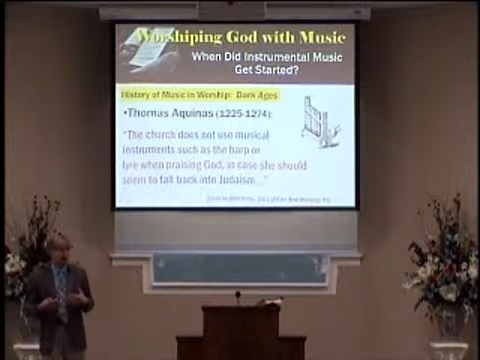 Worshiping God with Music
When Did Instrumental Music
Get Started?
History of Music in Worship: Dark Ages
•Thomas Aquinas (1225-1274):
"The church does not use musical
instruments such as the harp or
lyre when praising God, in case she should
seem to fall back into Judaism..."